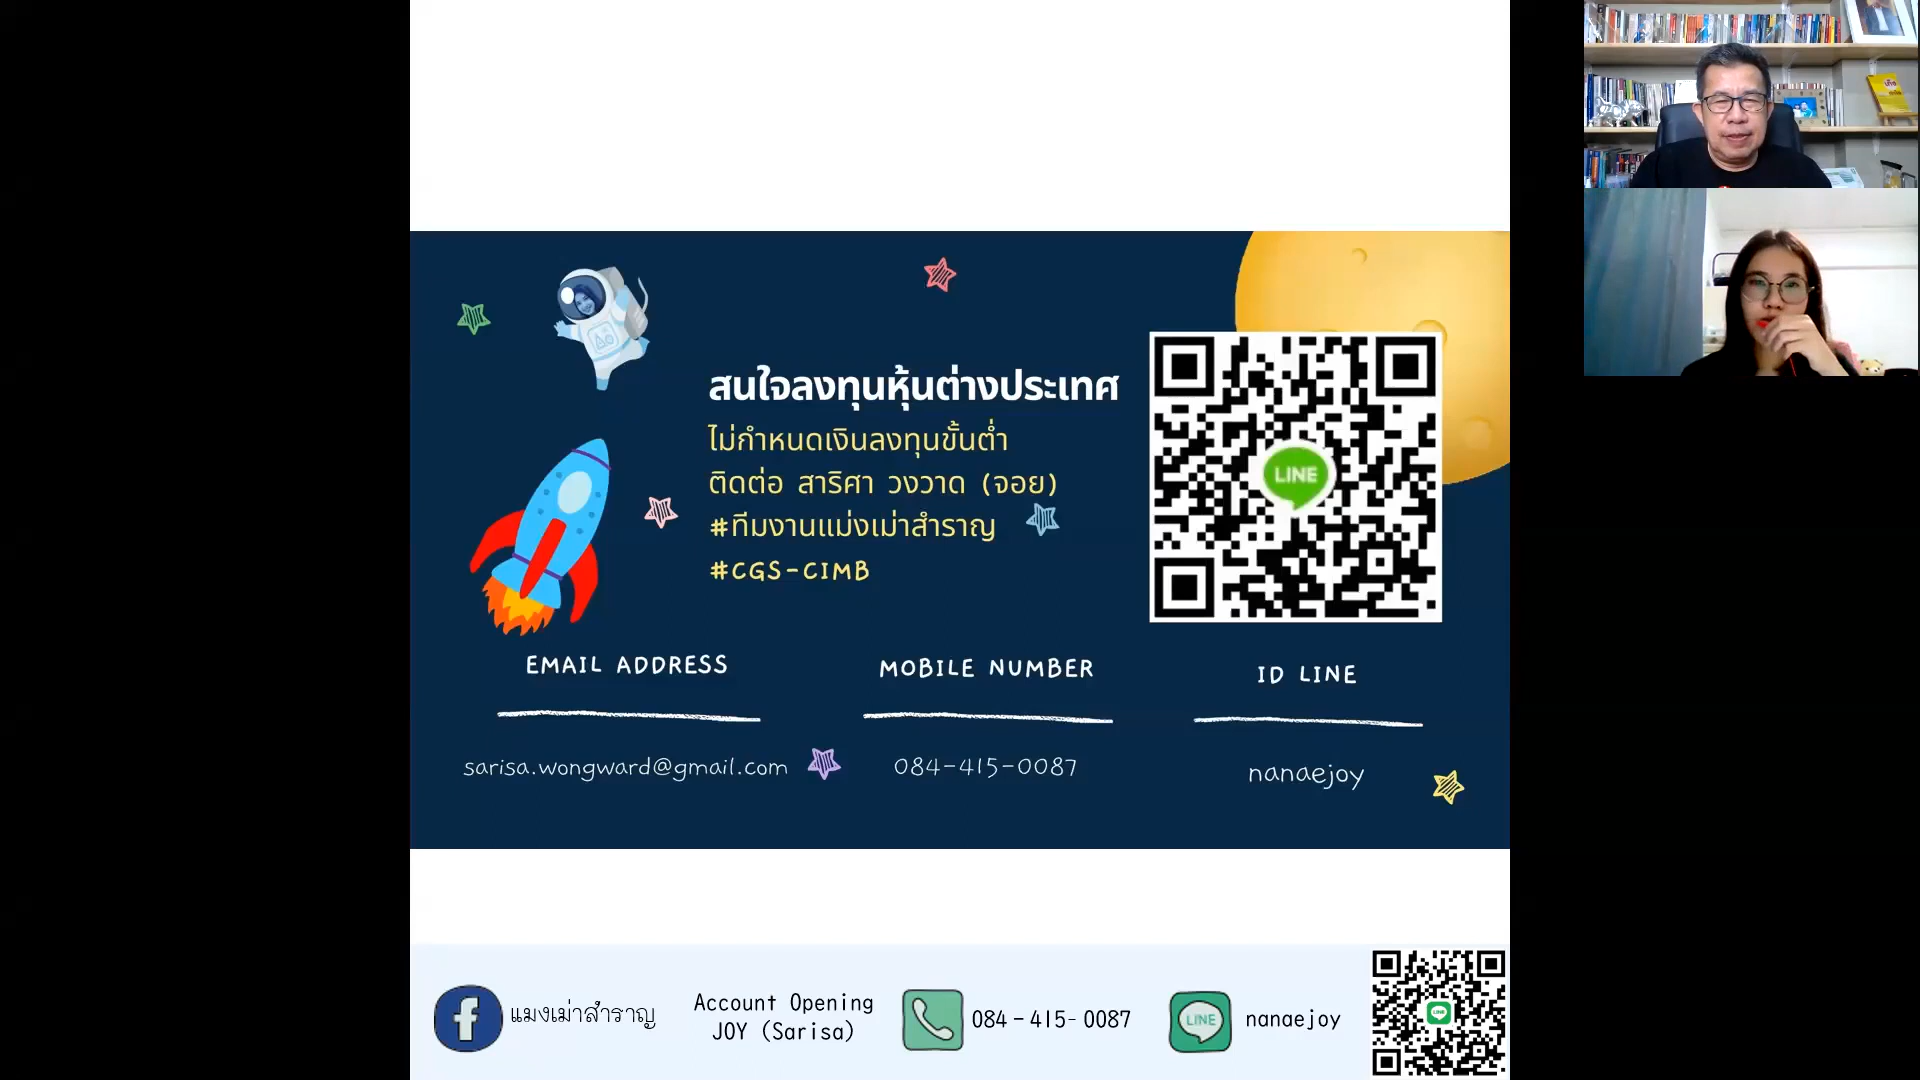 สนใจลงทุนหุ้นต่างประเทศ
ไม่กำหนดเงินลงทุนขั้นต่ำ
ติดต่อ สาริศา วงวาด (จอย)
#ทีมงานแม่งเม่าสำราญ
#CGS-CIMB
LINE
EMAIL ADDRESS
MOBILE NUMBER
ID LINE
sarisa.wongward@gmail.com
084-415-0087
nanaejoy
แมงเม่าสำราญ
Account Opening
JOY (Sarisa)
084-415-0087
LINE
nanaejoy